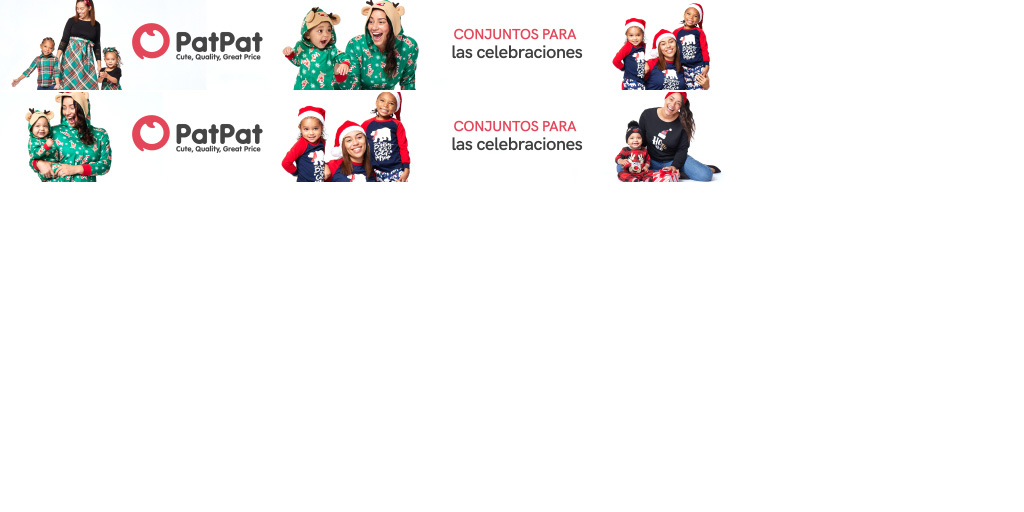 PatPat
Cute, Quality, Great Price
CONJUNTOS PARA
las celebraciones
PatPat
Cute, Quality, Great Price
CONJUNTOS PARA
las celebraciones